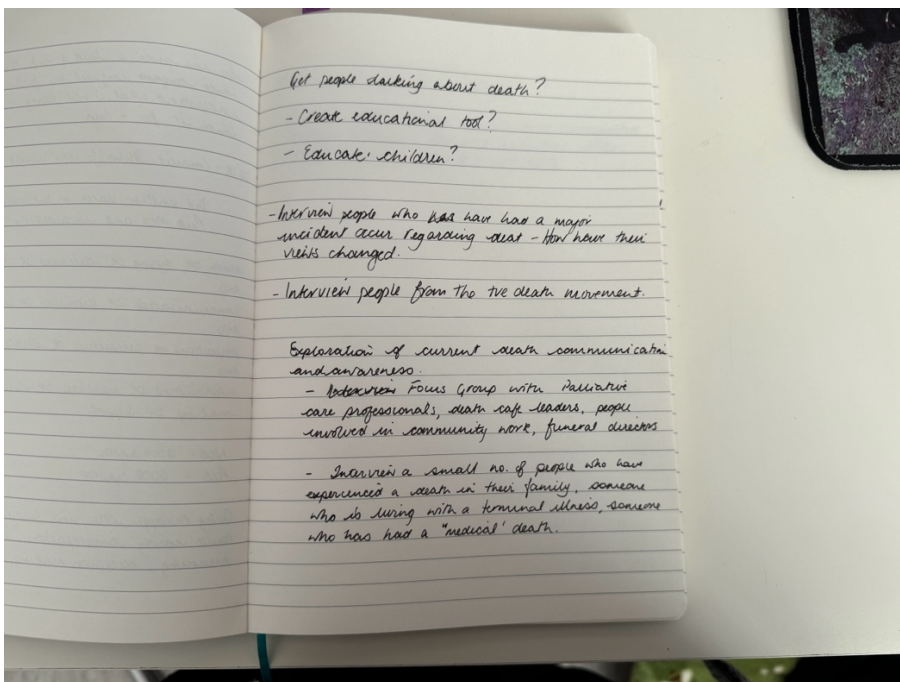 Get people talking about death?
- Create educational tool?
- Educate children?
- Interview people who has have had a major
incident occur regarding deat - How have their
views changed.
- Interview people from the +ve death movement.
Exploration of current death communication
and awareness.
- Interview Focus Group with Palliative
care professionals, death cafe leaders, people
involved in community work, funeral directors
- Interview a small no. of people who have
experienced a death in their family, someone
who is living with a terminal illness, someone
who has had a "medical' death.